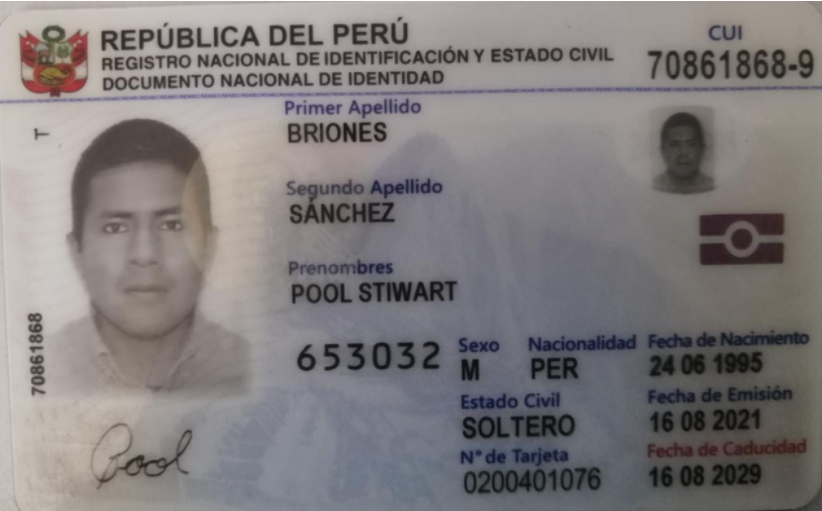 REPÚBLICA DEL PERÚ
REGISTRO NACIONAL DE IDENTIFICACIÓN Y ESTADO CIVIL
DOCUMENTO NACIONAL DE IDENTIDAD
CUI
70861868-9
T
Primer Apellido
BRIONES
Segundo Apellido
SÁNCHEZ
Prenombres
POOL STIWART
70861868
653032
Sexo Nacionalidad Fecha de Nacimiento
M PER 24 06 1995
Estado Civil Fecha de Emisión
SOLTERO 16 08 2021
N° de Tarjeta Fecha de Caducidad
0200401076 16 08 2029
Pool